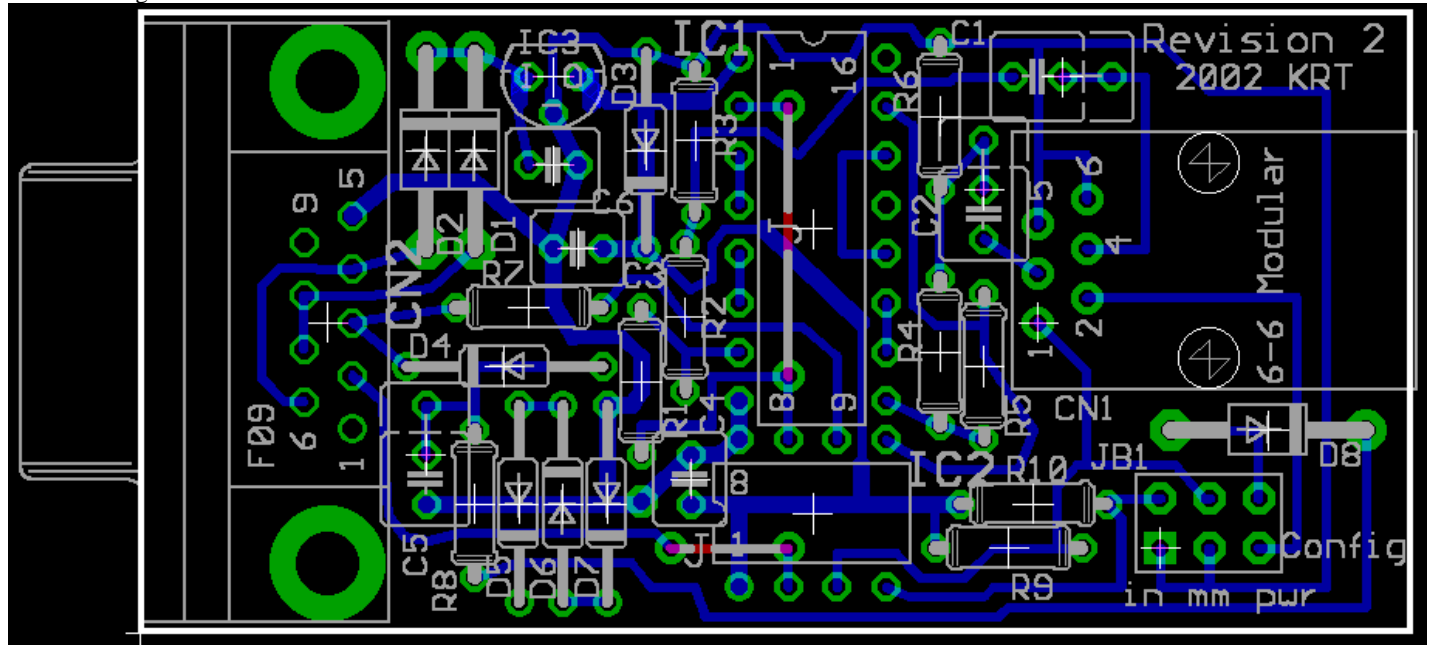 IC3
IC1
C1
Revision 2
2002 KRT
D3
1
16
R6
R3
5
9
C6
C2
5
6
J
4
Modular
D2
D1
CN2
R7
C3
R2
R4
1
2
6-6
D4
8
9
R1
C4
R5
CN1
F09
6
1
D8
IC2
R10
JB1
8
C5
J
1
Config
R8
D5
D6
D7
R9
in mm pwr